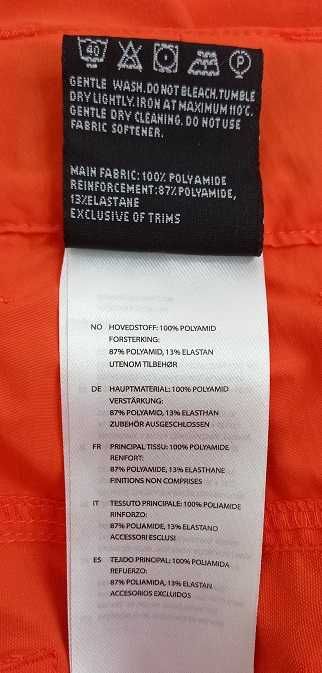 40
P
GENTLE WASH. DO NOT BLEACH. TUMBLE
DRY LIGHTLY. IRON AT MAXIMUM 110°C.
GENTLE DRY CLEANING. DO NOT USE
FABRIC SOFTENER.
MAIN FABRIC: 100% POLYAMIDE
REINFORCEMENT: 87% POLYAMIDE,
13% ELASTANE
EXCLUSIVE OF TRIMS
NO HOVEDSTOFF: 100% POLYAMID
FORSTERKING:
87% POLYAMID, 13% ELASTAN
UTENOM TILBEHØR
DE HAUPTMATERIAL: 100% POLYAMID
VERSTÄRKUNG:
87% POLYAMID, 13% ELASTHAN
ZUBEHÖR AUSGESCHLOSSEN
FR PRINCIPAL TISSU: 100% POLYAMIDE
RENFORT:
87% POLYAMIDE, 13% ELASTHANE
FINITIONS NON COMPRISES
IT TESSUTO PRINCIPALE: 100% POLIAMIDE
RINFORZO:
87% POLIAMIDE, 13% ELASTANO
ACCESSORI ESCLUSI
ES TEJIDO PRINCIPAL: 100% POLIAMIDA
REFUERZO:
87% POLIAMIDA, 13% ELASTAN
ACCESORIOS EXCLUIDOS